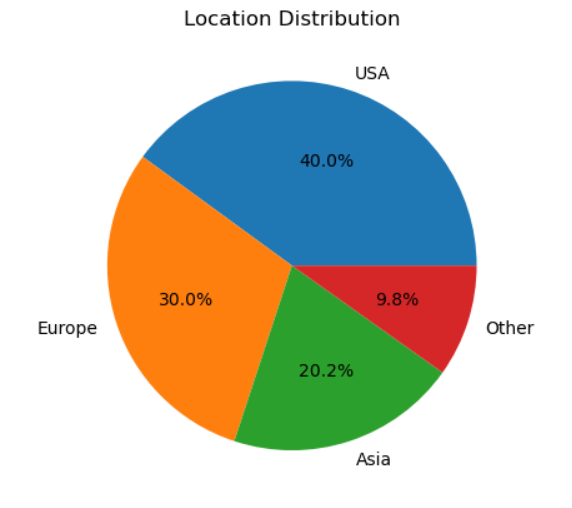 Location Distribution
USA
40.0%
30.0%
9.8%
Europe
Other
20.2%
Asia